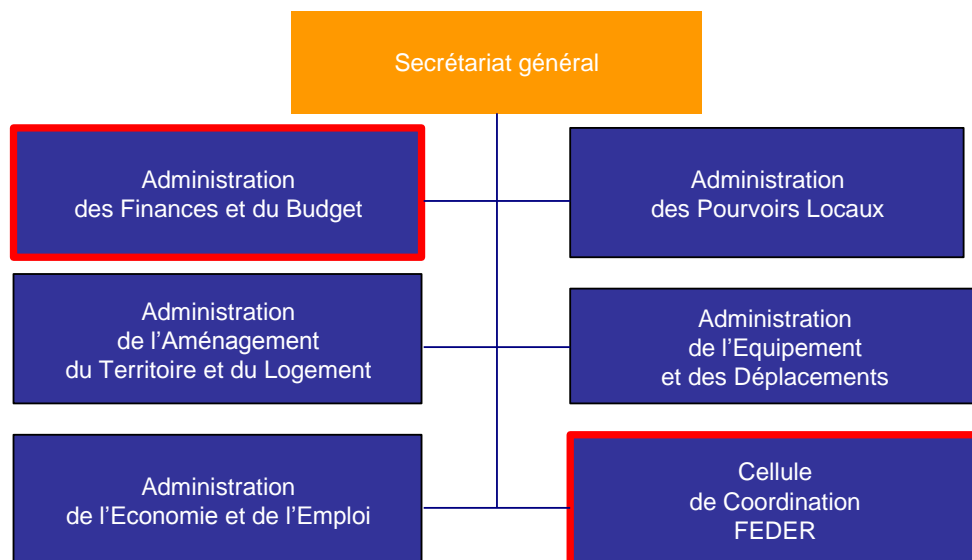 Secrétariat général
Administration
des Finances et du Budget
Administration
des Pourvoirs Locaux
Administration
de l’Aménagement
du Territoire et du Logement
Administration
de l’Equipement
et des Déplacements
Administration
de l’Economie et de l’Emploi
Cellule
de Coordination
FEDER